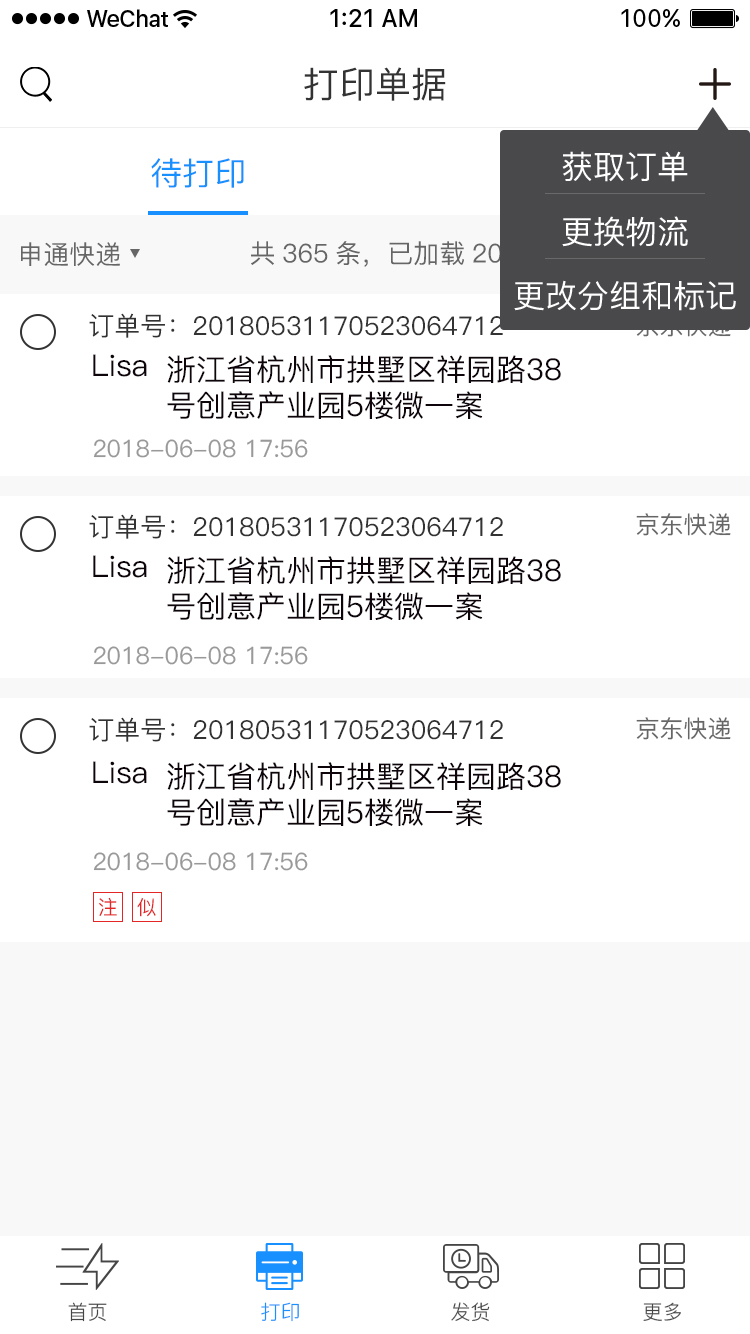 ●●●●● WeChat 1:21 AM 100%
打印单据
待打印
获取订单
更换物流
更改分组和标记
申通快递 ▼ 共 365 条，已加载 20
订单号：20180531170523064712 京东快递
Lisa 浙江省杭州市拱墅区祥园路38
号创意产业园5楼微一案
2018-06-08 17:56
订单号：20180531170523064712 京东快递
Lisa 浙江省杭州市拱墅区祥园路38
号创意产业园5楼微一案
2018-06-08 17:56
订单号：20180531170523064712 京东快递
Lisa 浙江省杭州市拱墅区祥园路38
号创意产业园5楼微一案
2018-06-08 17:56
注 似
首页 打印 发货 更多